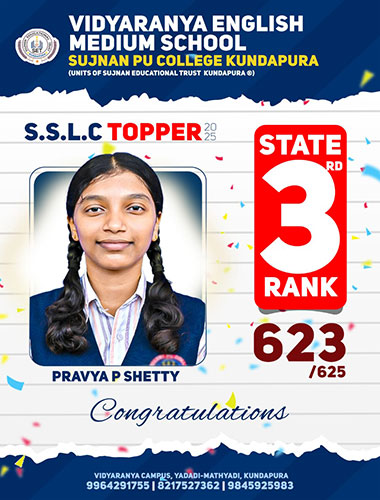 VIDYARANYA ENGLISH
MEDIUM SCHOOL
SUJNAN PU COLLEGE KUNDAPURA
(UNITS OF SUJNAN EDUCATIONAL TRUST KUNDAPURA ®)
S.S.L.C TOPPER 2025
STATE
3RD
RANK
623
/625
PRAVYA P SHETTY
Congratulations
VIDYARANYA CAMPUS, YADADI-MATHYADI, KUNDAPURA
9964291755 | 8217527362 | 9845925983